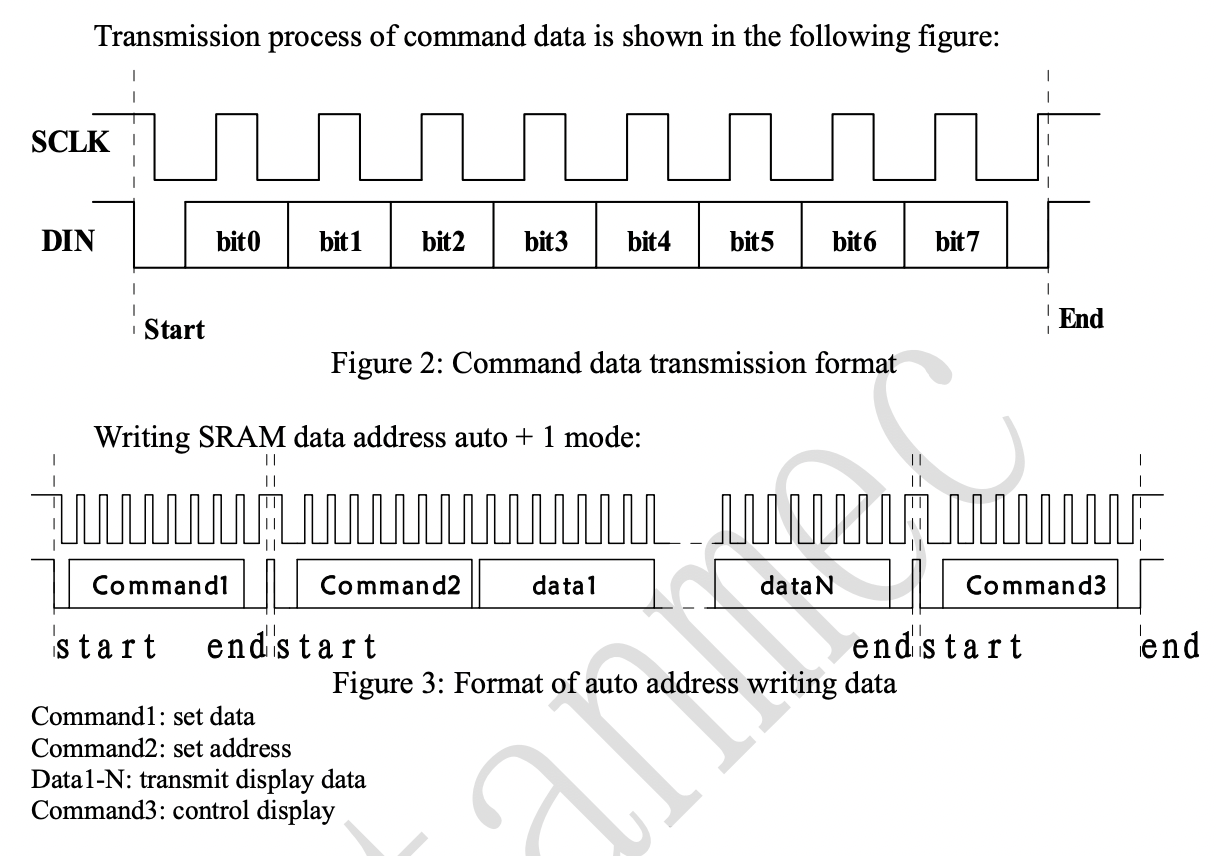 Transmission process of command data is shown in the following figure:
SCLK
DIN bit0 bit1 bit2 bit3 bit4 bit5 bit6 bit7
Start End
Figure 2: Command data transmission format
Writing SRAM data address auto + 1 mode:
Command1 Command2 data1 dataN Command3
start end start end start end
Figure 3: Format of auto address writing data
Command1: set data
Command2: set address
Data1-N: transmit display data
Command3: control display